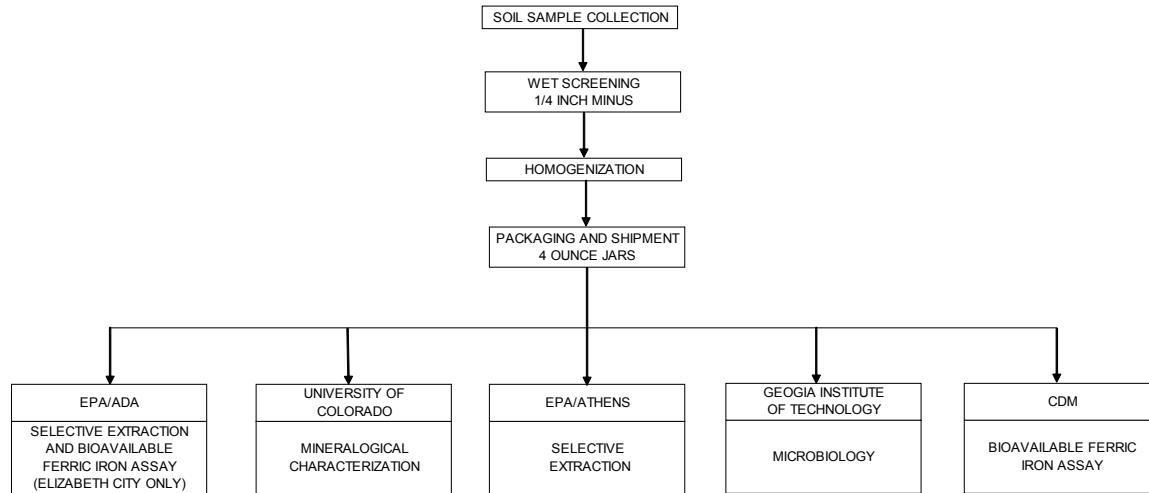 SOIL SAMPLE COLLECTION
WET SCREENING
1/4 INCH MINUS
HOMOGENIZATION
PACKAGING AND SHIPMENT
4 OUNCE JARS
EPA/ADA
SELECTIVE EXTRACTION
AND BIOAVAILABLE
FERRIC IRON ASSAY
(ELIZABETH CITY ONLY)
UNIVERSITY OF
COLORADO
MINERALOGICAL
CHARACTERIZATION
EPA/ATHENS
SELECTIVE
EXTRACTION
GEOGIA INSTITUTE
OF TECHNOLOGY
MICROBIOLOGY
CDM
BIOAVAILABLE FERRIC
IRON ASSAY